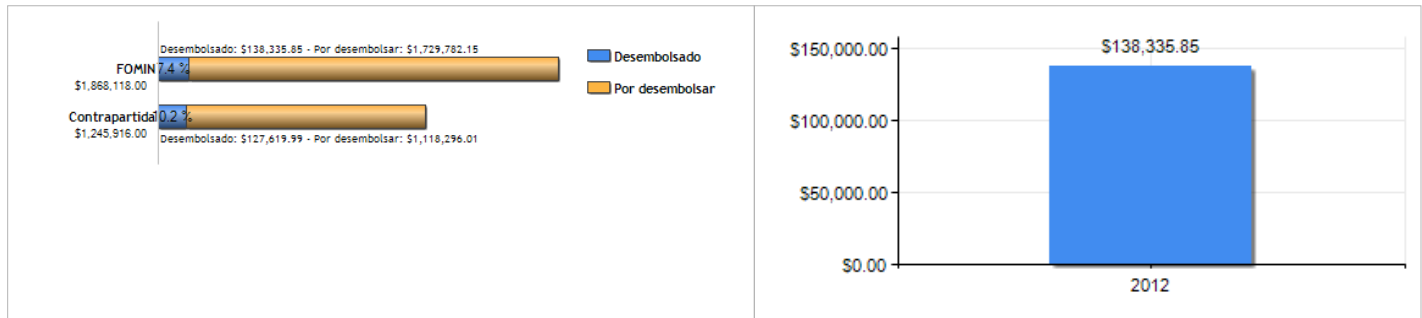 Desembolsado: $138,335.85 - Por desembolsar: $1,729,782.15
FOMIN 7.4 %
$1,868,118.00
Contrapartida 10.2 %
$1,245,916.00
Desembolsado: $127,619.99 - Por desembolsar: $1,118,296.01
Desembolsado
Por desembolsar
$150,000.00
$138,335.85
$100,000.00
$50,000.00
$0.00
2012